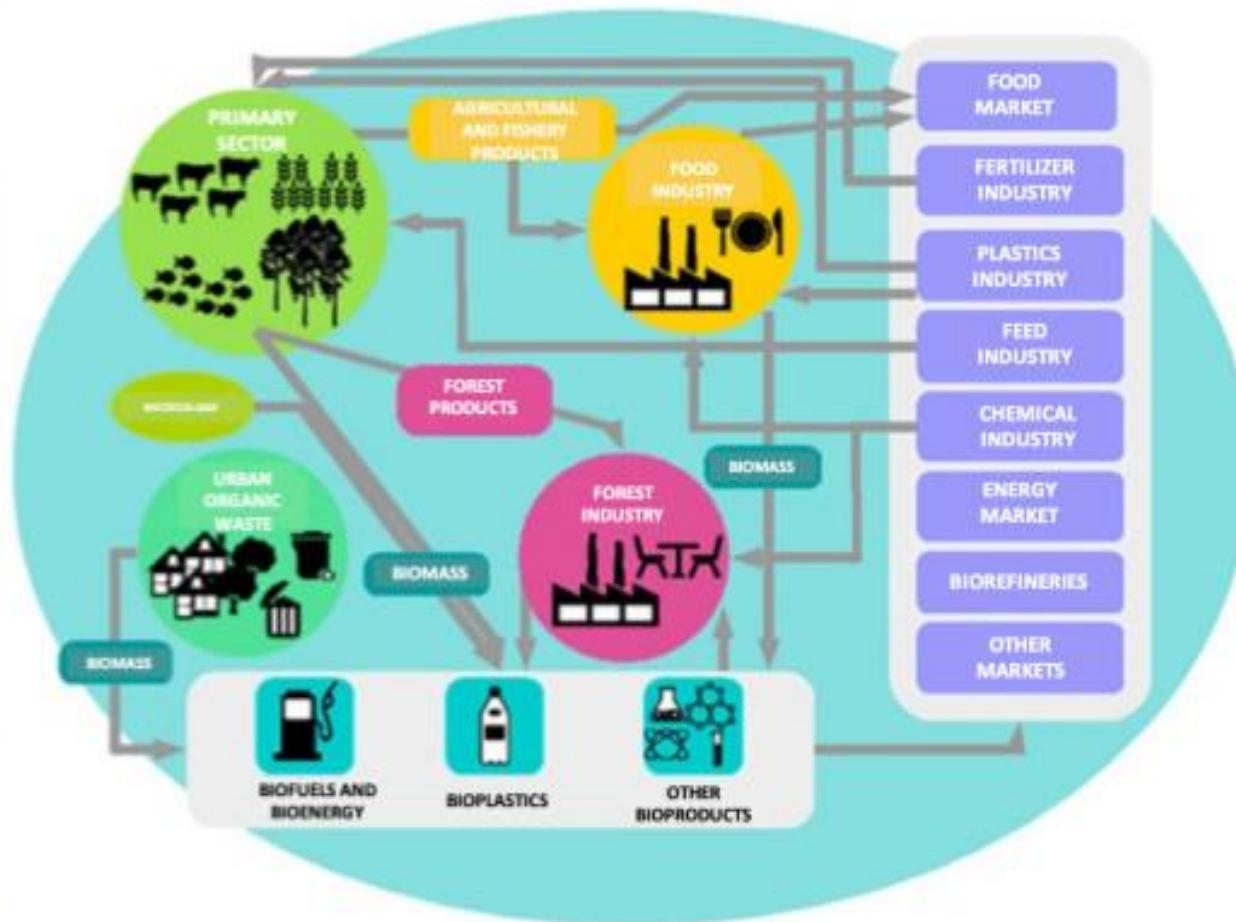 PRIMARY
SECTOR
AGRICULTURAL
AND FISHERY
PRODUCTS
FOOD
INDUSTRY
FOREST
PRODUCTS
URBAN
ORGANIC
WASTE
FOREST
INDUSTRY
BIOMASS
BIOMASS
BIOMASS
BIOFUELS AND
BIOENERGY
BIOPLASTICS
OTHER
BIOPRODUCTS
FOOD
MARKET
FERTILIZER
INDUSTRY
PLASTICS
INDUSTRY
FEED
INDUSTRY
CHEMICAL
INDUSTRY
ENERGY
MARKET
BIOREFINERIES
OTHER
MARKETS